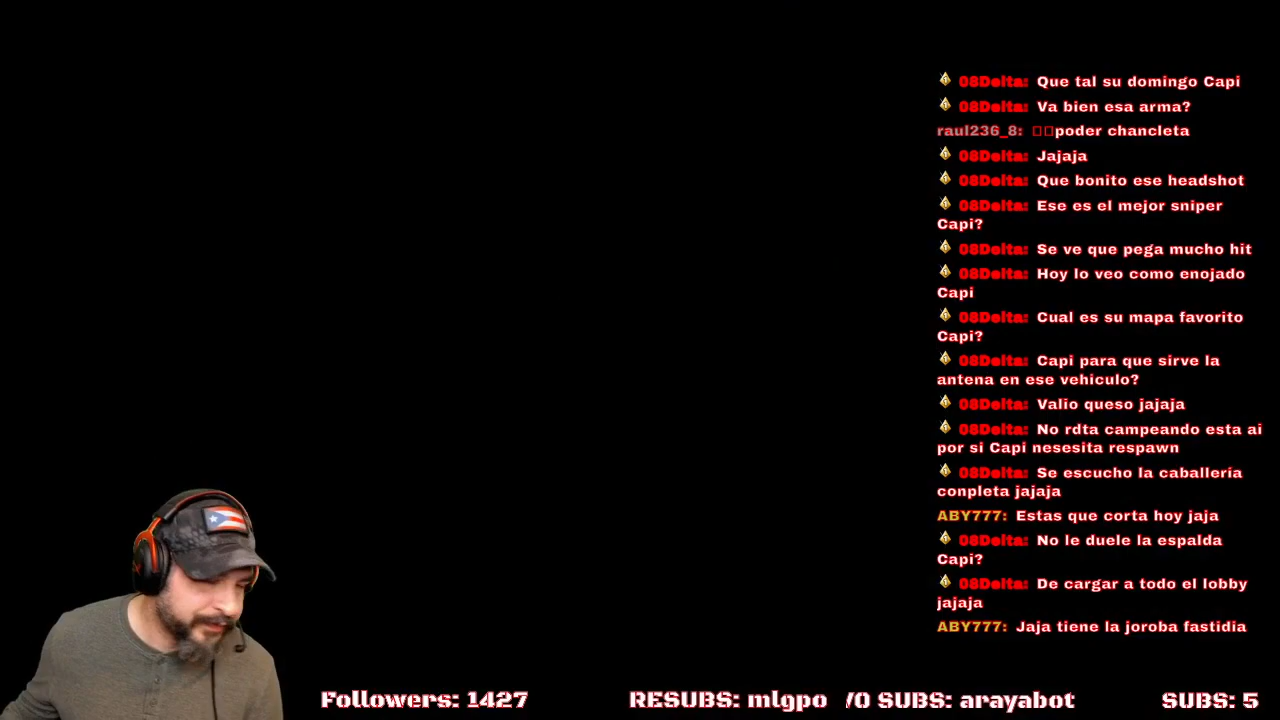 08Delta: Que tal su domingo Capi
08Delta: Va bien esa arma?
raul236_8: poder chancleta
08Delta: Jajaja
08Delta: Que bonito ese headshot
08Delta: Ese es el mejor sniper
Capi?
08Delta: Se ve que pega mucho hit
08Delta: Hoy lo veo como enojado
Capi
08Delta: Cual es su mapa favorito
Capi?
08Delta: Capi para que sirve la
antena en ese vehiculo?
08Delta: Valio queso jajaja
08Delta: No rdta campeando esta ai
por si Capi nesesita respawn
08Delta: Se escucho la caballeria
conpleta jajaja
ABY777: Estas que corta hoy jaja
08Delta: No le duele la espalda
Capi?
08Delta: De cargar a todo el lobby
jajaja
ABY777: Jaja tiene la joroba fastidia
Followers: 1427 RESUBS: mlgpo /O SUBS: arayabot SUBS: 5